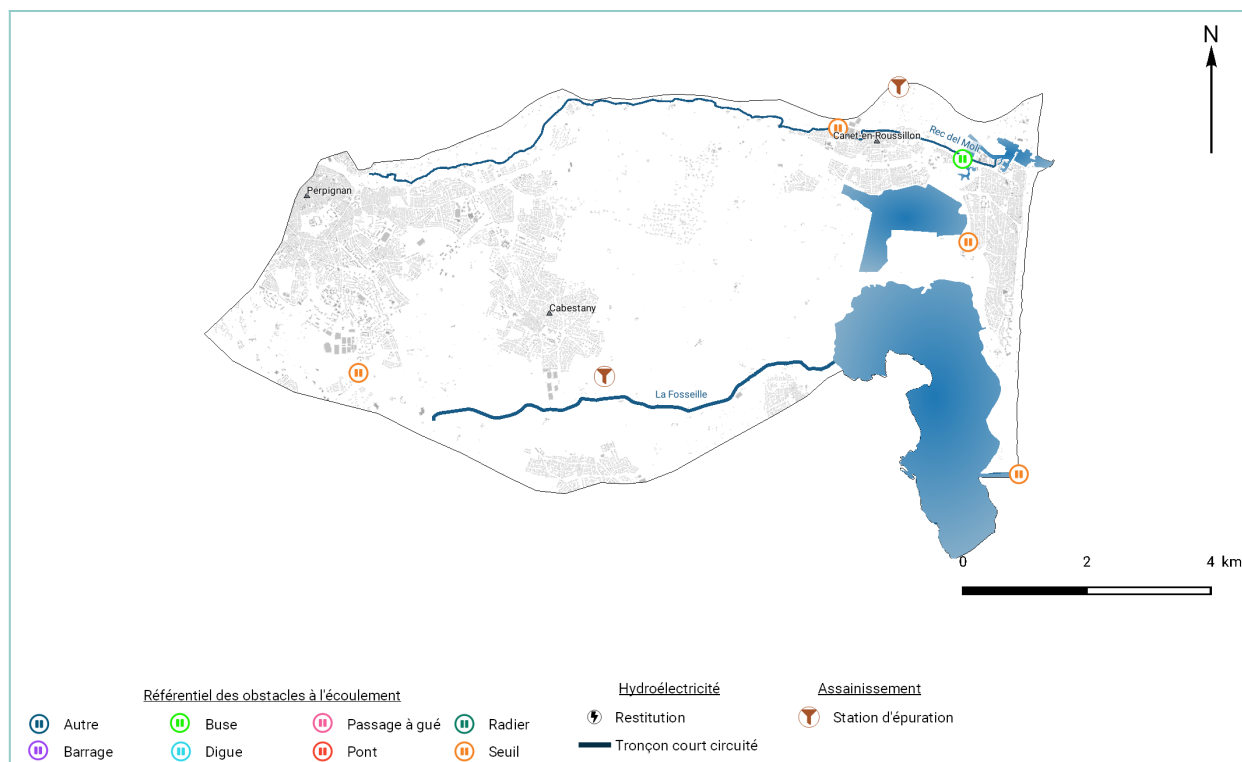 N
Rec del Moli
Canet-en-Roussillon
Perpignan
Cabestany
La Fosseille
0 2 4 km
Référentiel des obstacles à l'écoulement
Hydroélectricité
Assainissement
Autre
Buse
Passage à gué
Radier
Restitution
Station d'épuration
Barrage
Digue
Pont
Seuil
Tronçon court circuité